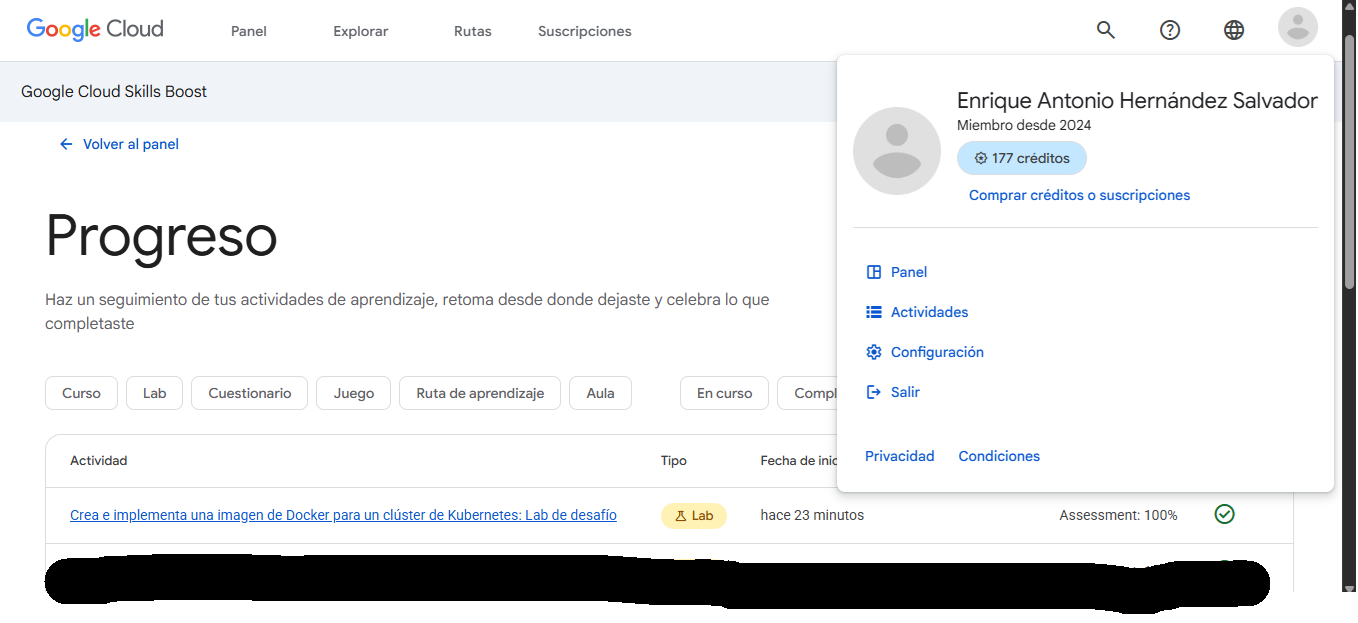 Google Cloud Panel Explorar Rutas Suscripciones
Google Cloud Skills Boost
Volver al panel
Progreso
Haz un seguimiento de tus actividades de aprendizaje, retoma desde donde dejaste y celebra lo que
completaste
Curso Lab Cuestionario Juego Ruta de aprendizaje Aula En curso Compl
Actividad Tipo Fecha de inic
Crea e implementa una imagen de Docker para un clúster de Kubernetes: Lab de desafío Lab hace 23 minutos Assessment: 100%
Enrique Antonio Hernández Salvador
Miembro desde 2024
177 créditos
Comprar créditos o suscripciones
Panel
Actividades
Configuración
Salir
Privacidad Condiciones